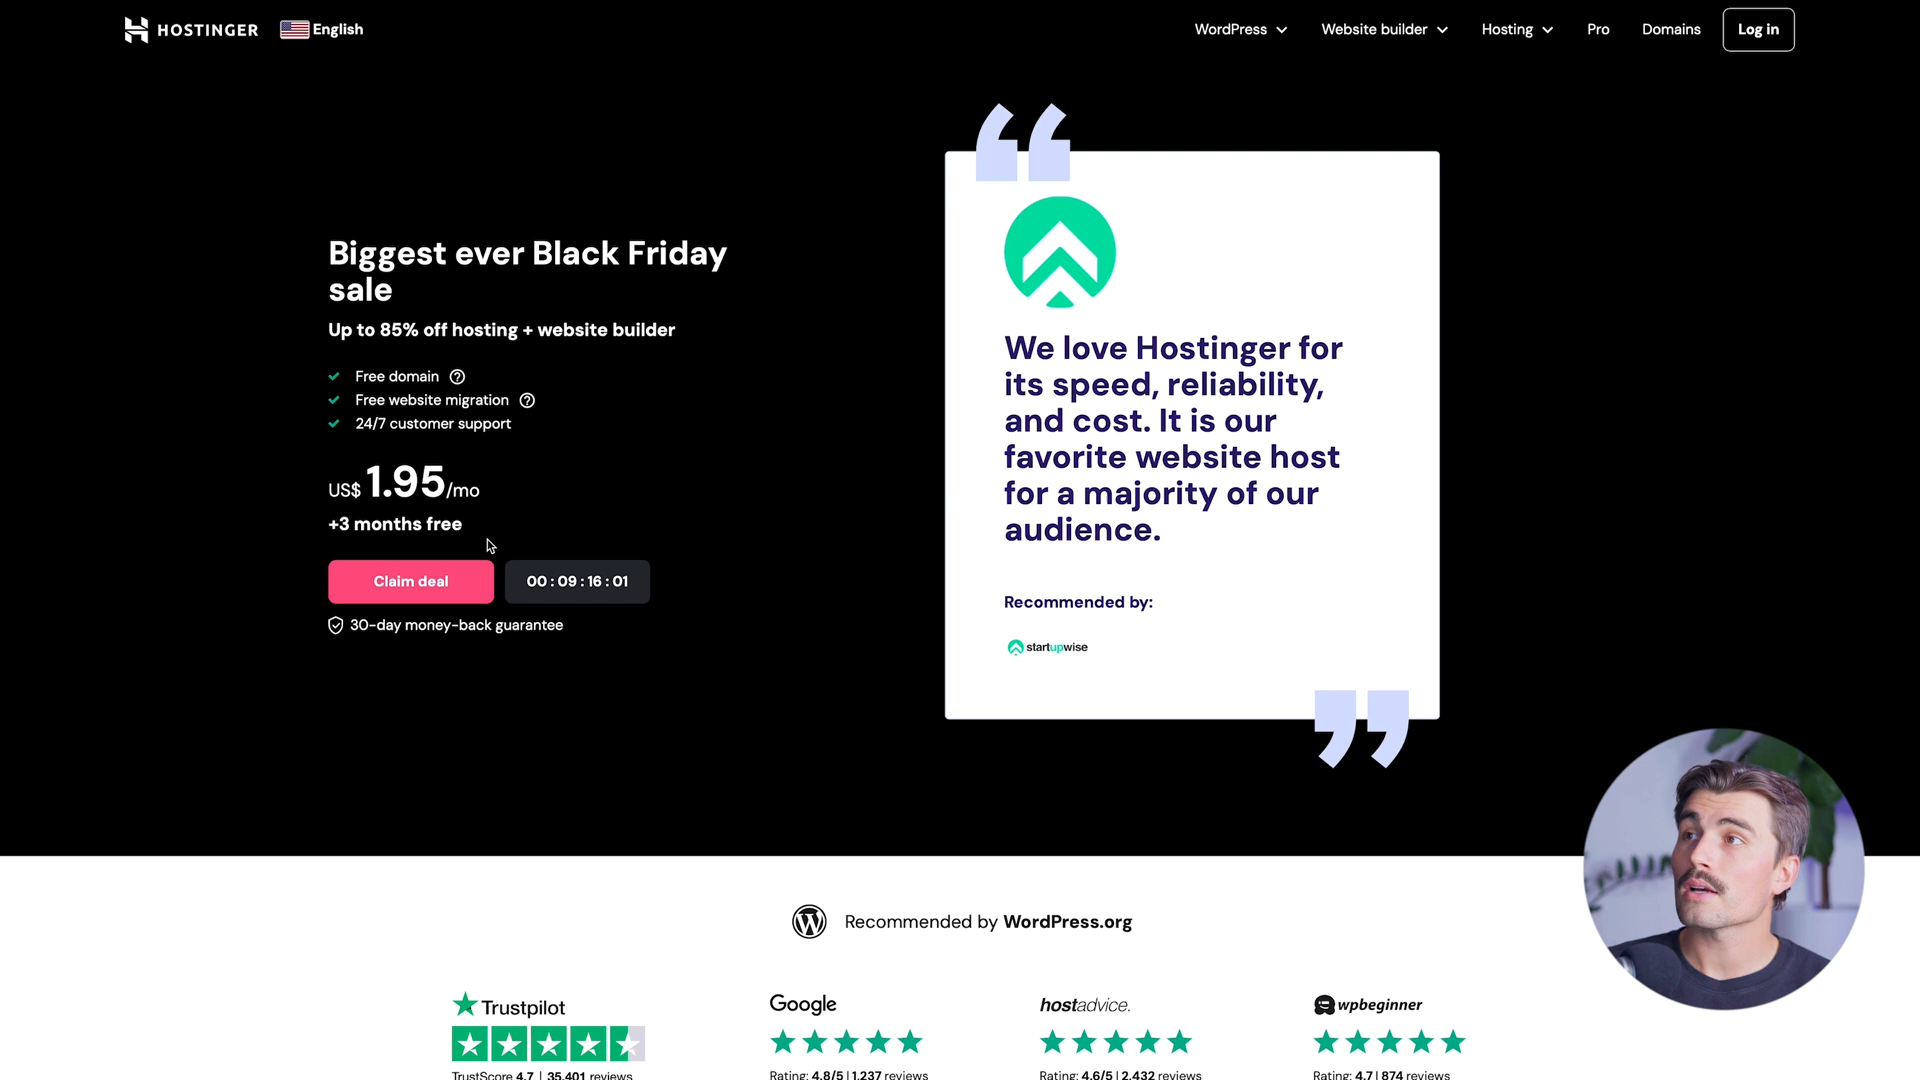 HOSTINGER
English
WordPress
Website builder
Hosting
Pro
Domains
Log in
Biggest ever Black Friday
sale
Up to 85% off hosting + website builder
Free domain
Free website migration
24/7 customer support
US$ 1.95/mo
+3 months free
Claim deal
00 : 09 : 16 : 01
30-day money-back guarantee
We love Hostinger for
its speed, reliability,
and cost. It is our
favorite website host
for a majority of our
audience.
Recommended by:
startupwise
Recommended by WordPress.org
Trustpilot
TrustScore 4.7 | 35,401 reviews
Google
Rating: 4.8/5 | 1,237 reviews
hostadvice.
Rating: 4.6/5 | 2,432 reviews
wpbeginner
Rating: 4.7 | 874 reviews